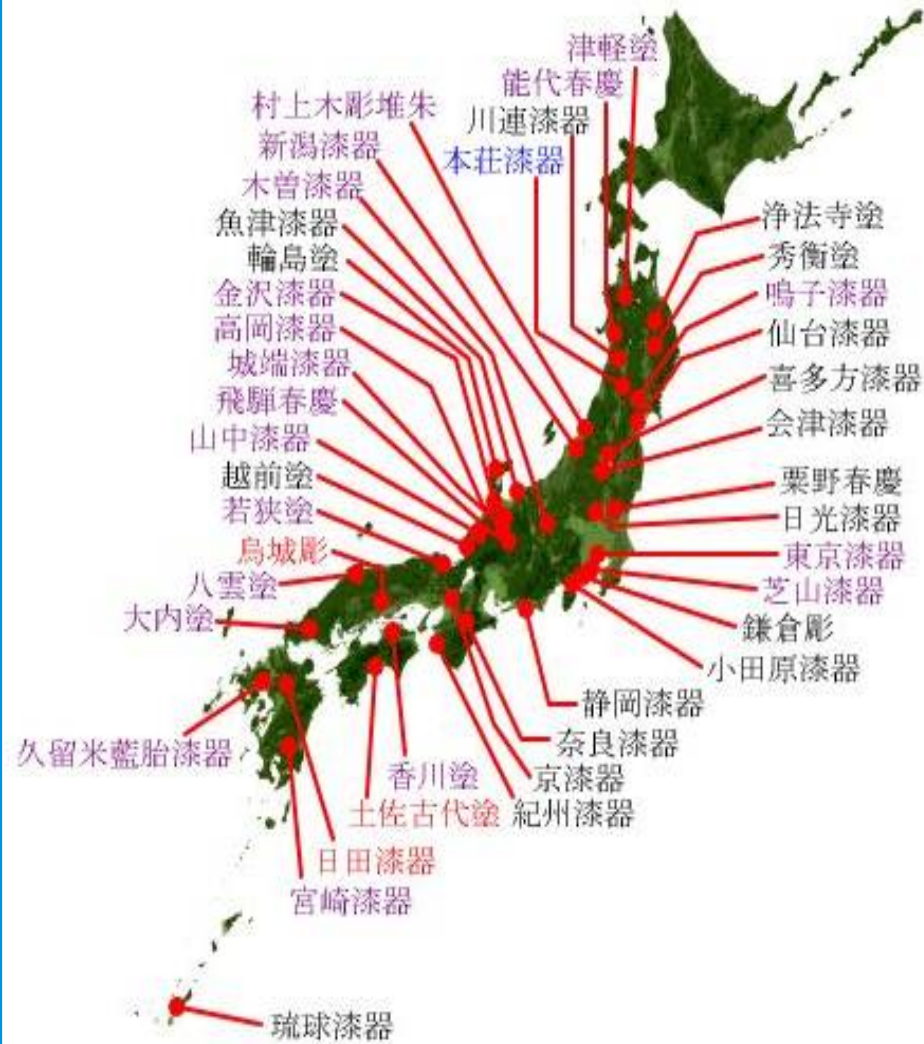 津軽塗
能代春慶
川連漆器
本荘漆器
村上木彫堆朱
新潟漆器
木曽漆器
魚津漆器
輪島塗
金沢漆器
高岡漆器
城端漆器
飛騨春慶
山中漆器
越前塗
若狭塗
烏城彫
八雲塗
大内塗
久留米藍胎漆器
浄法寺塗
秀衡塗
鳴子漆器
仙台漆器
喜多方漆器
会津漆器
粟野春慶
日光漆器
東京漆器
芝山漆器
鎌倉彫
小田原漆器
静岡漆器
奈良漆器
京漆器
紀州漆器
香川塗
土佐古代塗
日田漆器
宮崎漆器
琉球漆器